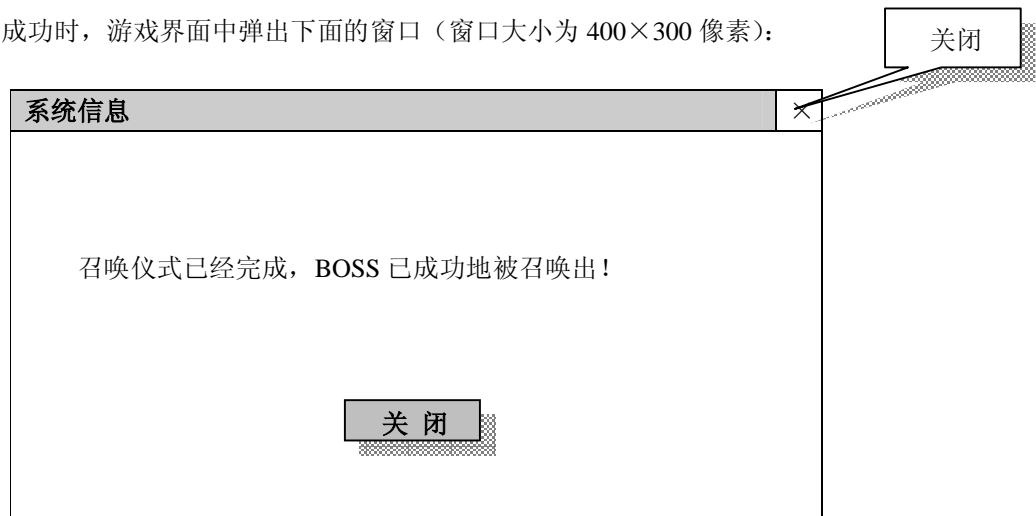 成功时，游戏界面中弹出下面的窗口（窗口大小为 400×300 像素）：
关闭
系统信息
×
召唤仪式已经完成，BOSS 已成功地被召唤出！
关 闭